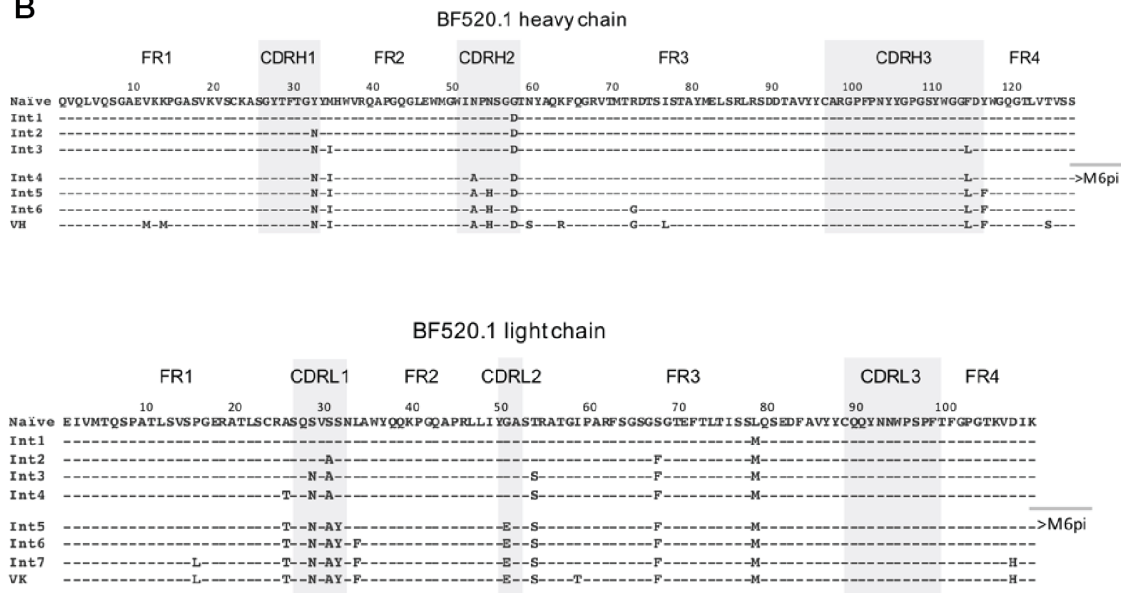 B
BF520.1 heavy chain
FR1 CDRH1 FR2 CDRH2 FR3 CDRH3 FR4
10 20 30 40 50 60 70 80 90 100 110 120
Naïve QVQLVQSGAEVKKPGASVKVSCKASGYTFTGYYMHWVRQAPGQGLEWMGWINPNSGGTNYAQKFQGRVTMTRDTSISTAYMELSRLRSDDTAVYYCARGPFPNYYGPGSYWGGFDYWGQGTLVTVSS
Int1 --------------------------------------------------------D----------------------------------------------------------------------
Int2 -------------------------------N------------------------D----------------------------------------------------------------------
Int3 -------------------------------N-I----------------------D--------------------------------------------------------L-------------
Int4 -------------------------------N-I-----------------A----D--------------------------------------------------------L-------------
>M6pi
Int5 -------------------------------N-I-----------------A-H--D--------------------------------------------------------L-F-----------
Int6 -------------------------------N-I-----------------A-H--D--------------G-----------------------------------------L-F-----------
VH ----------M-M-----------------N-I-----------------A-H--D-S---R--------G---L-------------------------------------L-F-------S---
BF520.1 light chain
FR1 CDRL1 FR2 CDRL2 FR3 CDRL3 FR4
10 20 30 40 50 60 70 80 90 100
Naïve EIVMTQSPATLSVSPGERATLSCRASQSVSSNLAWYQQKPGQAPRLLIYGASTRATGIPARFSGSGSGTEFTLTISSLQSEDFAVYYCQQYNNWPSPFTFGPGTKVDIK
Int1 -----------------------------------------------------------------------------M-------------------------------
Int2 -----------------------------A------------------------------------F----------M-------------------------------
Int3 ---------------------------N-A----------------------S-------------F----------M-------------------------------
Int4 ------------------------T--N-A----------------------S-------------F----------M-------------------------------
Int5 ------------------------T--N-AY------------------E--S-------------F----------M-------------------------------
>M6pi
Int6 ------------------------T--N-AY-F----------------E--S-------------F----------M-------------------------------
Int7 --------------L---------T--N-AY-F----------------E--S-------------F----------M----------------------------H--
VK --------------L---------T--N-AY-F----------------E--S----T--------F----------M----------------------------H--